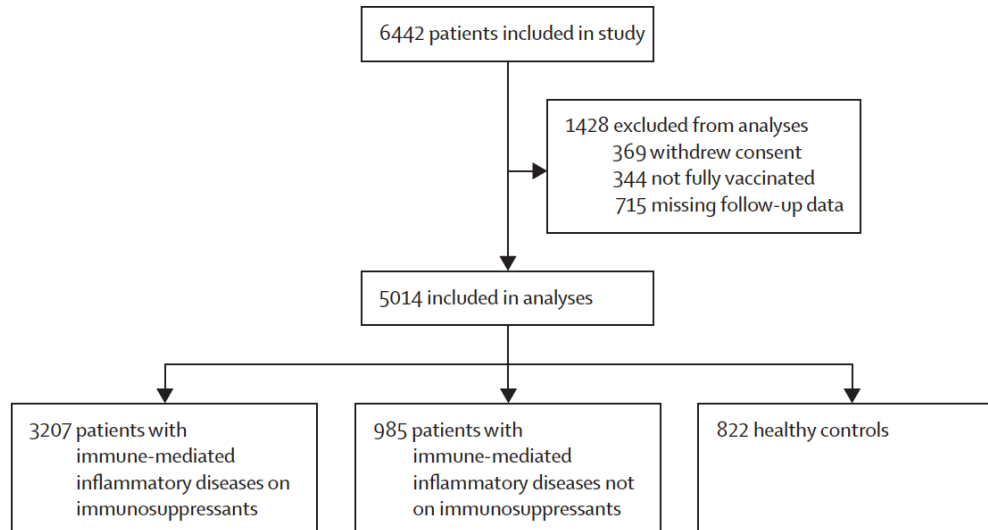 6442 patients included in study
1428 excluded from analyses
369 withdrew consent
344 not fully vaccinated
715 missing follow-up data
5014 included in analyses
3207 patients with
immune-mediated
inflammatory diseases on
immunosuppressants
985 patients with
immune-mediated
inflammatory diseases not
on immunosuppressants
822 healthy controls